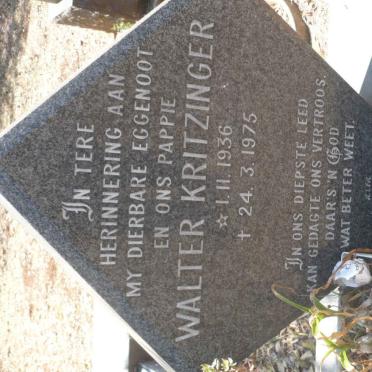 IN TERE
HERINNERING AAN
MY DIERBARE EGGENOOT
EN ONS PAPPIE
WALTER KRITZINGER
☆ 1.11.1936
† 24.3.1975
IN ONS DIEPSTE LEED
KAN GEDAGTE ONS VERTROOS.
DAAR'S 'N GOD
WAT BETER WEET.